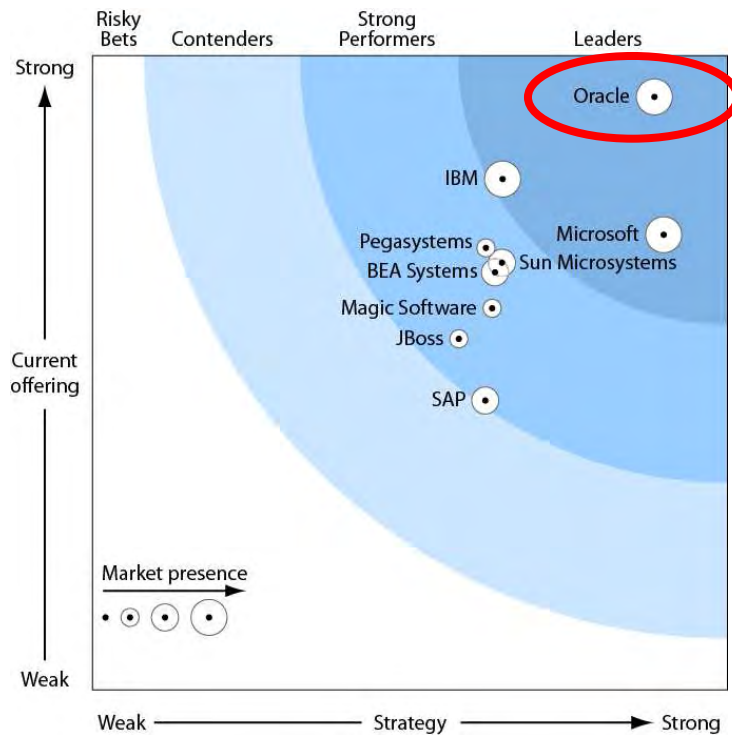 Risky
Bets
Contenders
Strong
Performers
Leaders
Strong
Oracle
IBM
Microsoft
Pegasystems
Sun Microsystems
BEA Systems
Magic Software
JBoss
Current
offering
SAP
Market presence
Weak
Weak
Strategy
Strong